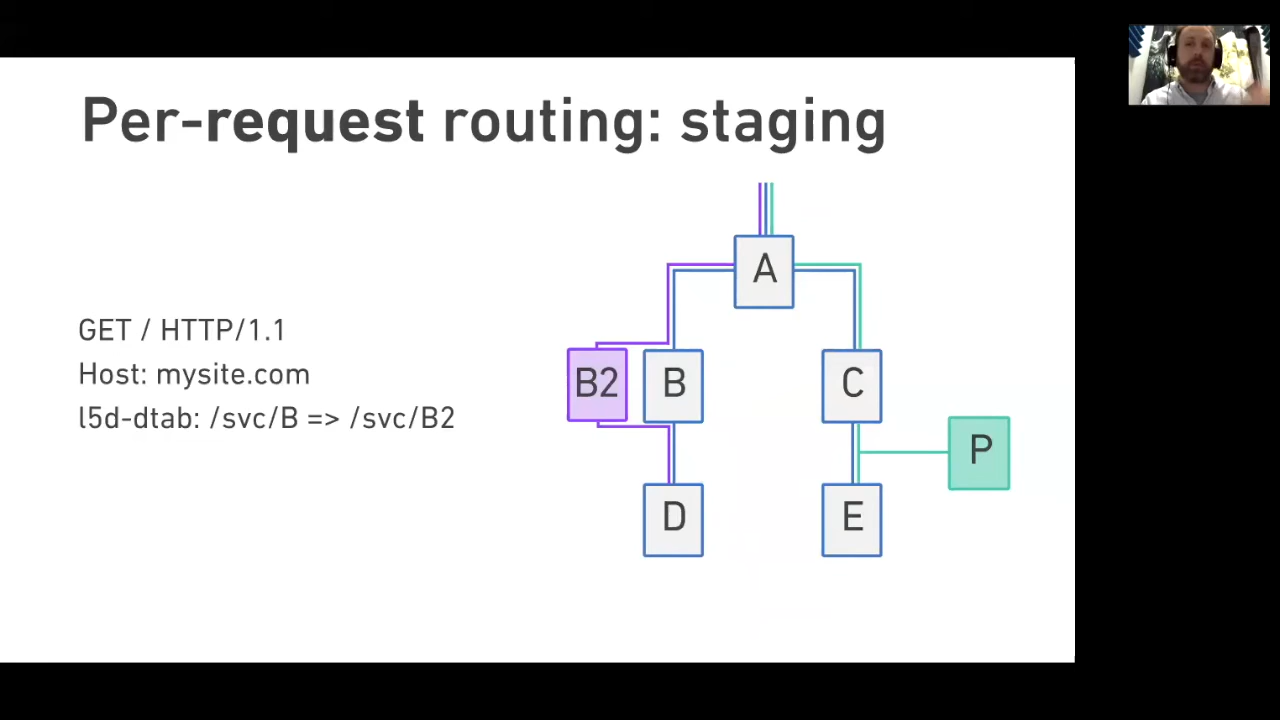 Per-request routing: staging
GET / HTTP/1.1
Host: mysite.com
l5d-dtab: /svc/B => /svc/B2
A
B2
B
C
P
D
E